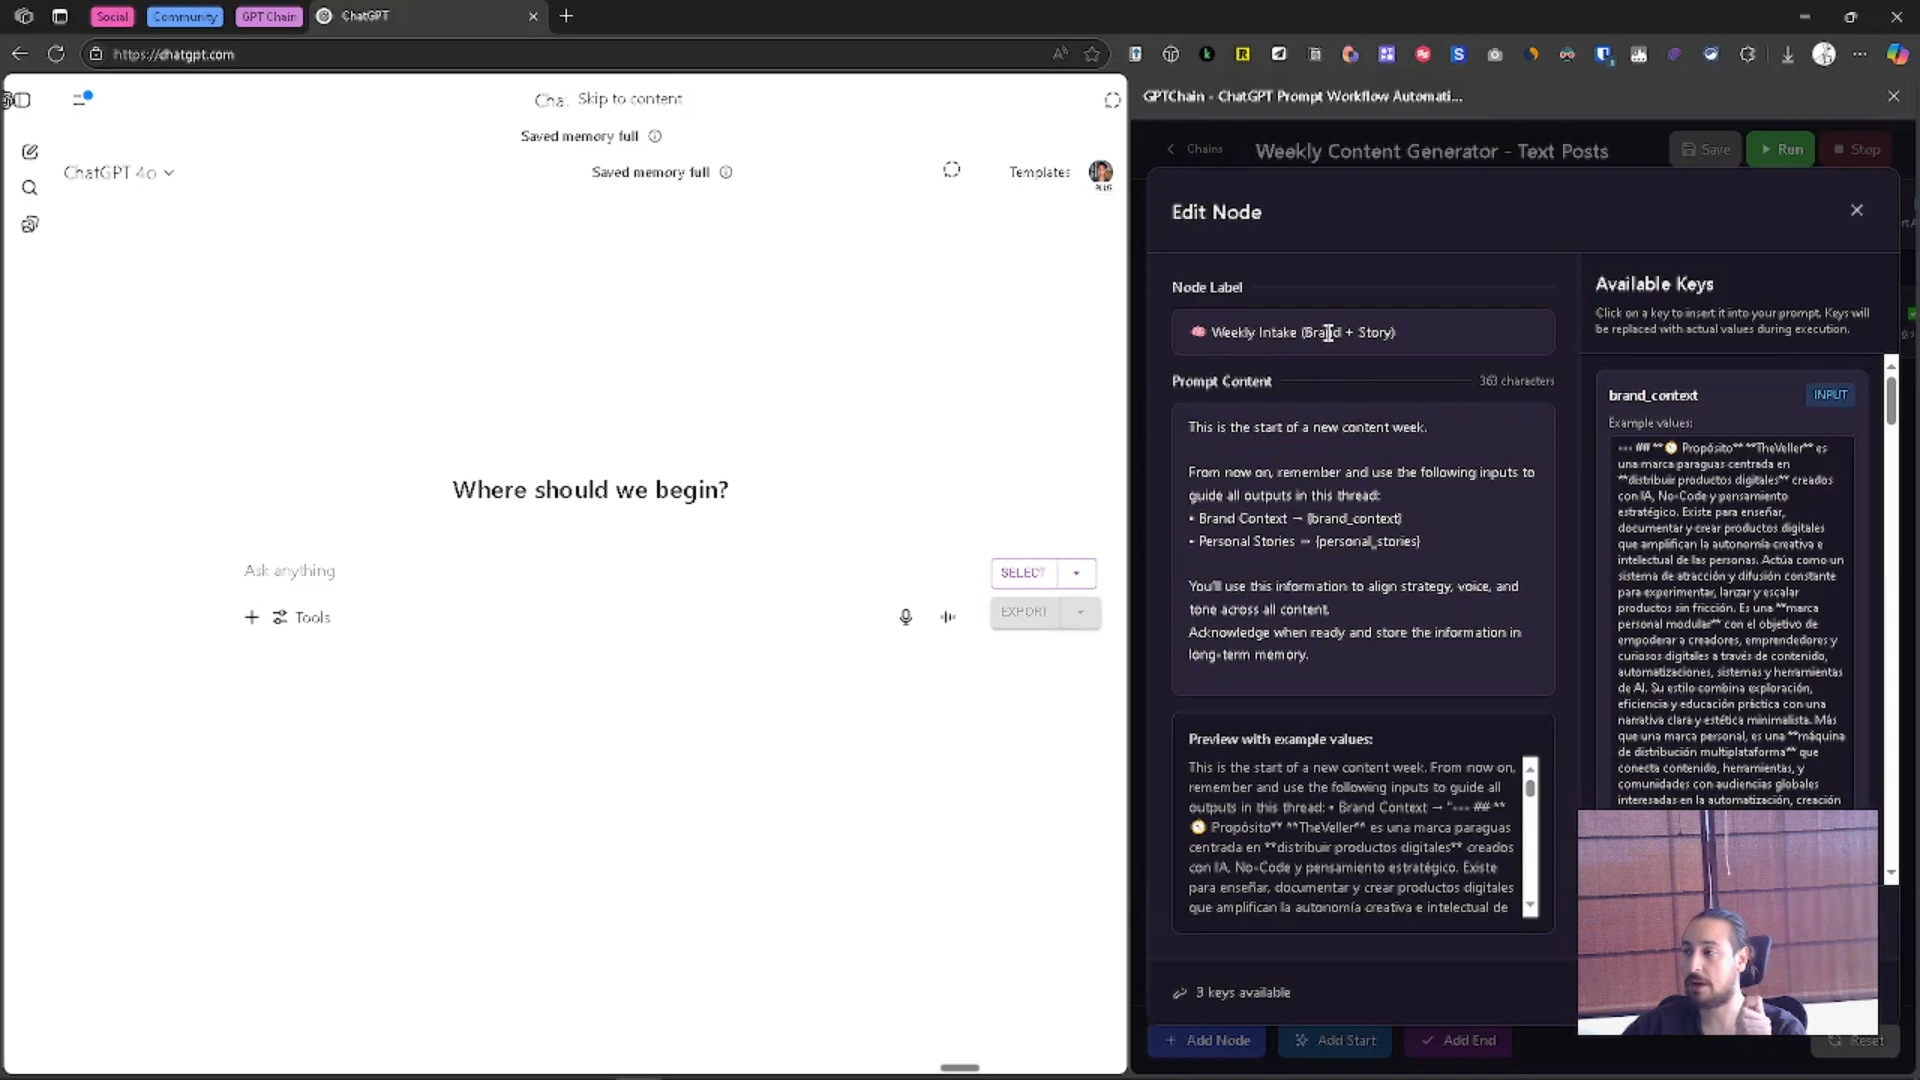 Social
Community
GPT Chain
ChatGPT
https://chatgpt.com
Skip to content
Saved memory full
ChatGPT 4o
Saved memory full
Templates
PLUS
Where should we begin?
Ask anything
SELECT
Tools
EXPORT
GPTChain - ChatGPT Prompt Workflow Automati...
Chains
Weekly Content Generator - Text Posts
Save
Run
Stop
Edit Node
Node Label
🧠 Weekly Intake (Brand + Story)
Prompt Content
363 characters
This is the start of a new content week.
From now on, remember and use the following inputs to
guide all outputs in this thread:
• Brand Context → {brand_context}
• Personal Stories → {personal_stories}
You'll use this information to align strategy, voice, and
tone across all content.
Acknowledge when ready and store the information in
long-term memory.
Preview with example values:
This is the start of a new content week. From now on,
remember and use the following inputs to guide all
outputs in this thread: • Brand Context → "--- ## **
🧭 Propósito** **TheVeller** es una marca paraguas
centrada en **distribuir productos digitales** creados
con IA, No-Code y pensamiento estratégico. Existe
para enseñar, documentar y crear productos digitales
que amplifican la autonomía creativa e intelectual de
3 keys available
Add Node
Add Start
Add End
Reset
Available Keys
Click on a key to insert it into your prompt. Keys will
be replaced with actual values during execution.
brand_context
INPUT
Example values:
--- ## **🧭 Propósito** **TheVeller** es
una marca paraguas centrada en
**distribuir productos digitales** creados
con IA, No-Code y pensamiento
estratégico. Existe para enseñar,
documentar y crear productos digitales
que amplifican la autonomía creativa e
intelectual de las personas. Actúa como un
sistema de atracción y difusión constante
para experimentar, lanzar y escalar
productos sin fricción. Es una **marca
personal modular** con el objetivo de
empoderar a creadores, emprendedores y
curiosos digitales a través de contenido,
automatizaciones, sistemas y herramientas
de AI. Su estilo combina exploración,
eficiencia y educación práctica con una
narrativa clara y estética minimalista. Más
que una marca personal, es una **máquina
de distribución multiplataforma** que
conecta contenido, herramientas, y
comunidades con audiencias globales
interesadas en la automatización, creación